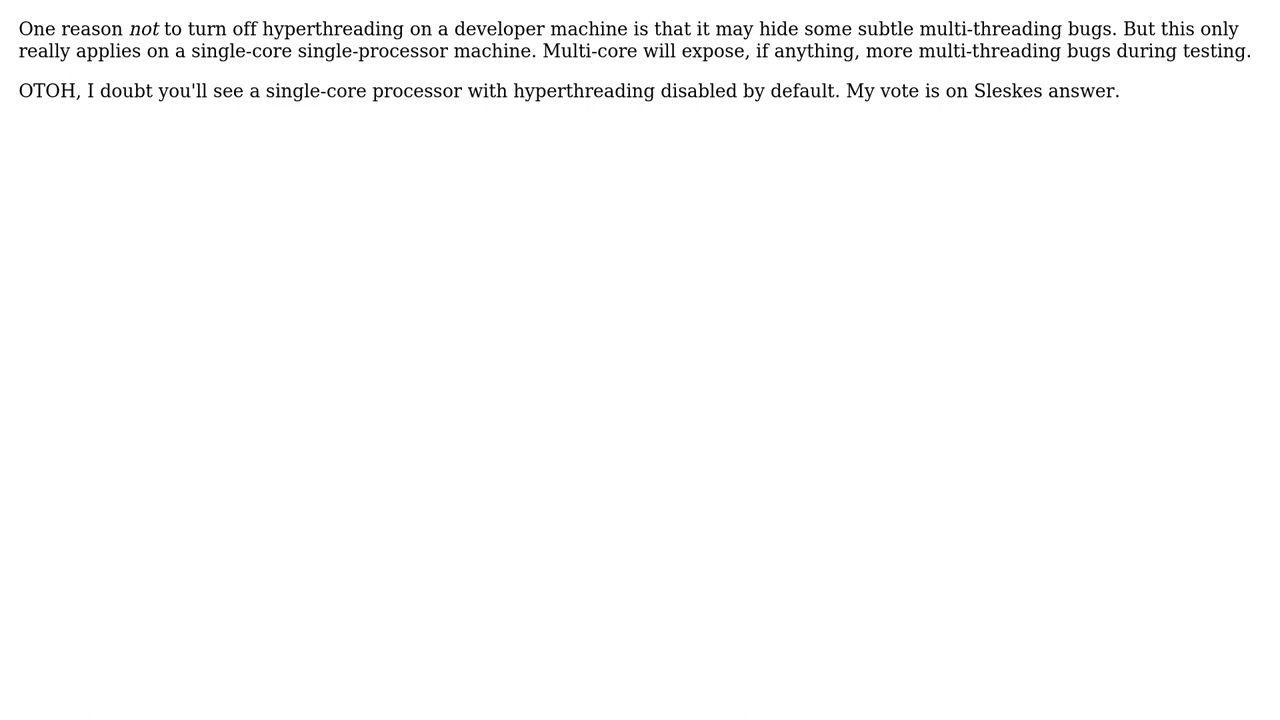 One reason not to turn off hyperthreading on a developer machine is that it may hide some subtle multi-threading bugs. But this only
really applies on a single-core single-processor machine. Multi-core will expose, if anything, more multi-threading bugs during testing.
OTOH, I doubt you'll see a single-core processor with hyperthreading disabled by default. My vote is on Sleskes answer.